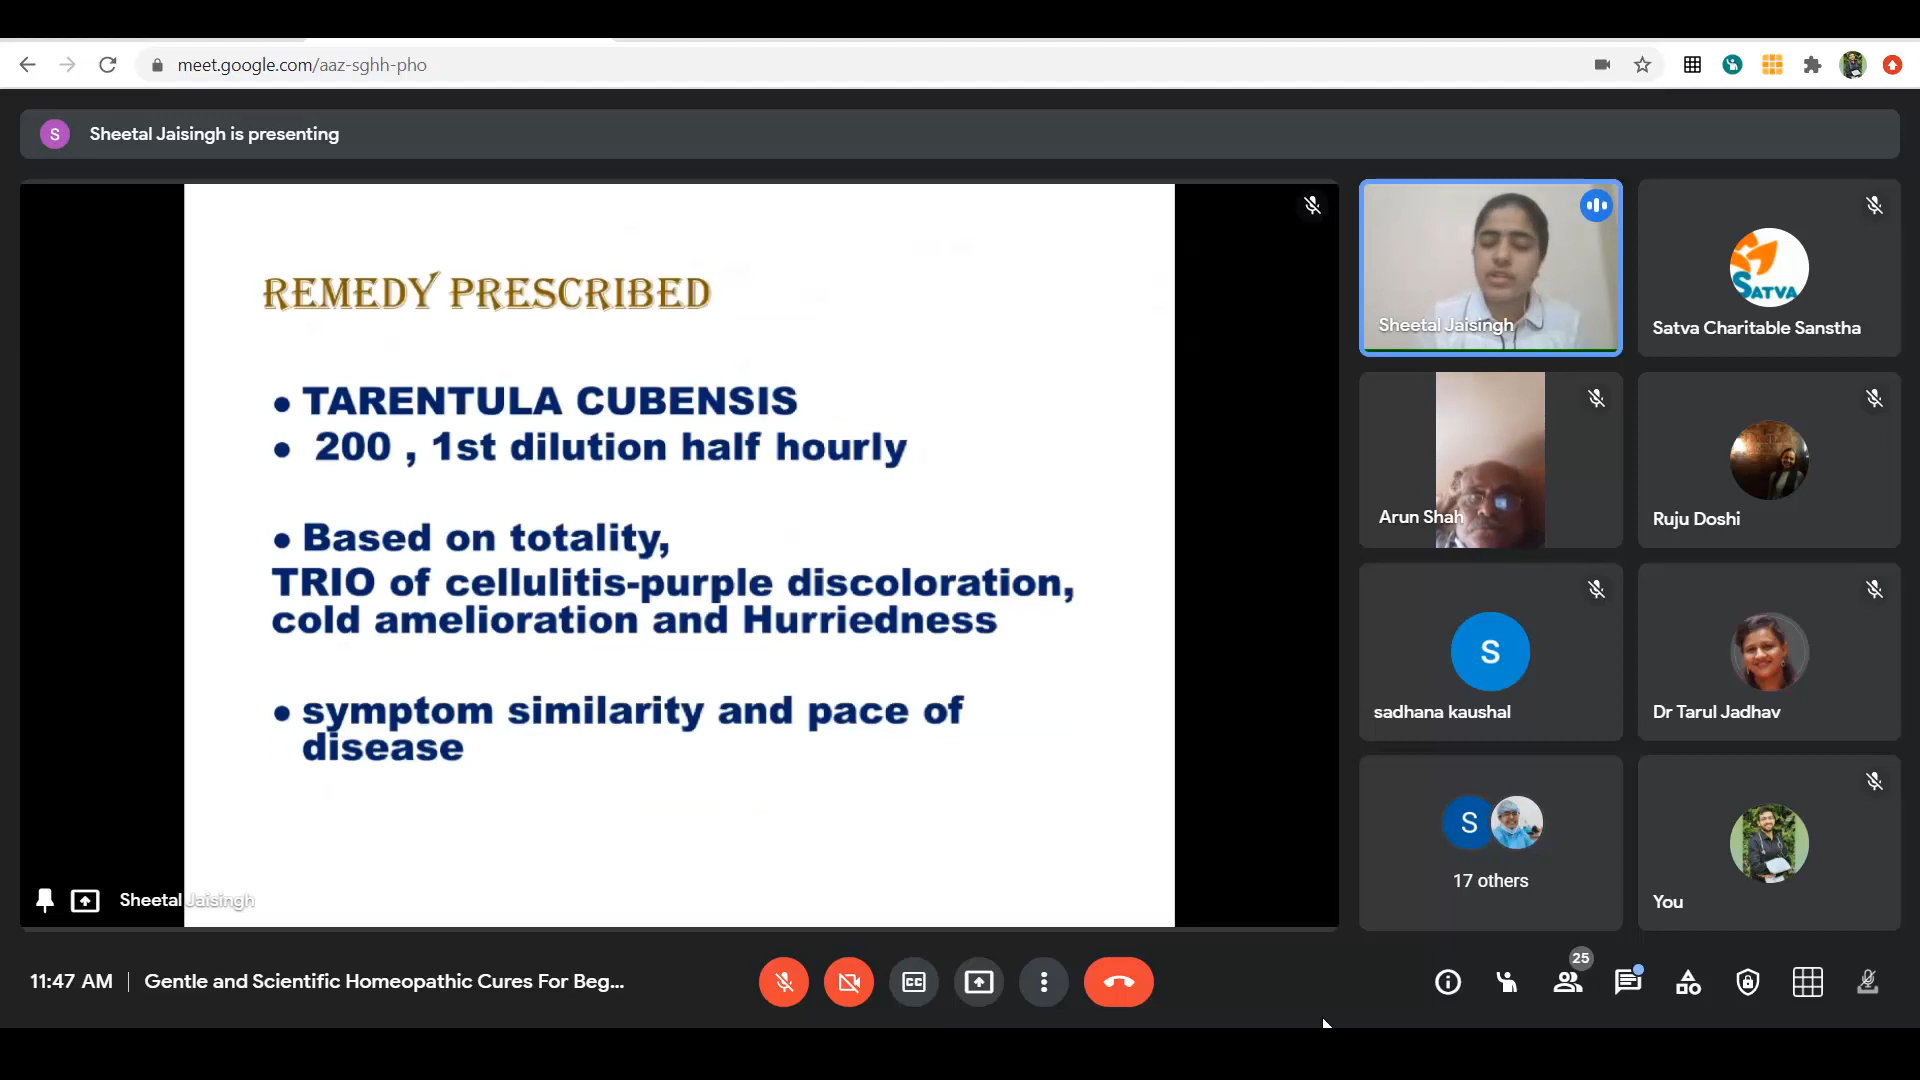 meet.google.com/aaz-sghh-pho
S
Sheetal Jaisingh is presenting
REMEDY PRESCRIBED
• TARENTULA CUBENSIS
• 200 , 1st dilution half hourly
• Based on totality,
TRIO of cellulitis-purple discoloration,
cold amelioration and Hurriedness
• symptom similarity and pace of
disease
Sheetal Jaisingh
Sheetal Jaisingh
SATVA
Satva Charitable Sanstha
Arun Shah
Ruju Doshi
S
sadhana kaushal
Dr Tarul Jadhav
S
17 others
You
11:47 AM | Gentle and Scientific Homeopathic Cures For Beg...
CC
25